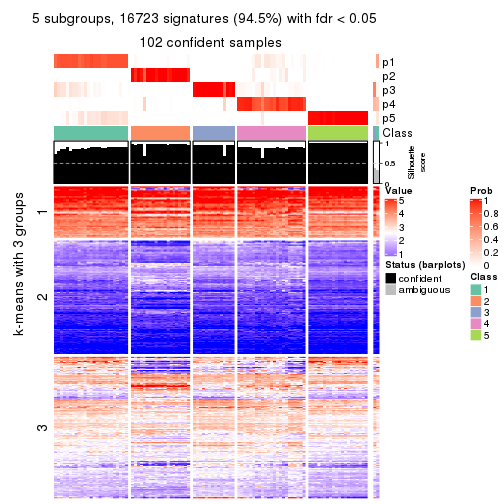 5 subgroups, 16723 signatures (94.5%) with fdr < 0.05
102 confident samples
p1
p2
p3
p4
p5
Class
1
0.5
0
Silhouette
score
k-means with 3 groups
1
2
3
Value
5
4
3
2
1
Status (barplots)
confident
ambiguous
Prob
1
0.8
0.6
0.4
0.2
0
Class
1
2
3
4
5